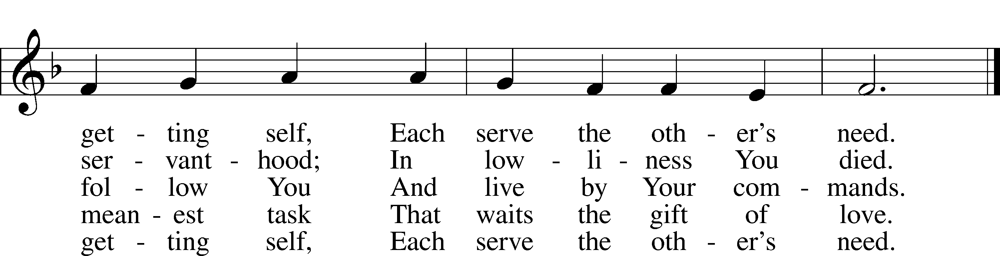 get - ting self, Each serve the oth - er's need.
ser - vant - hood; In low - li - ness You died.
fol - low You And live by Your com - mands.
mean - est task That waits the gift of love.
get - ting self, Each serve the oth - er's need.